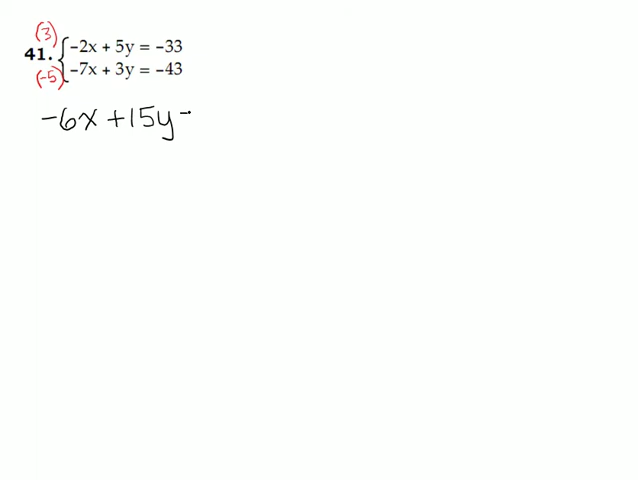 (3)
41. -2x + 5y = -33
(-5) -7x + 3y = -43
-6x + 15y -